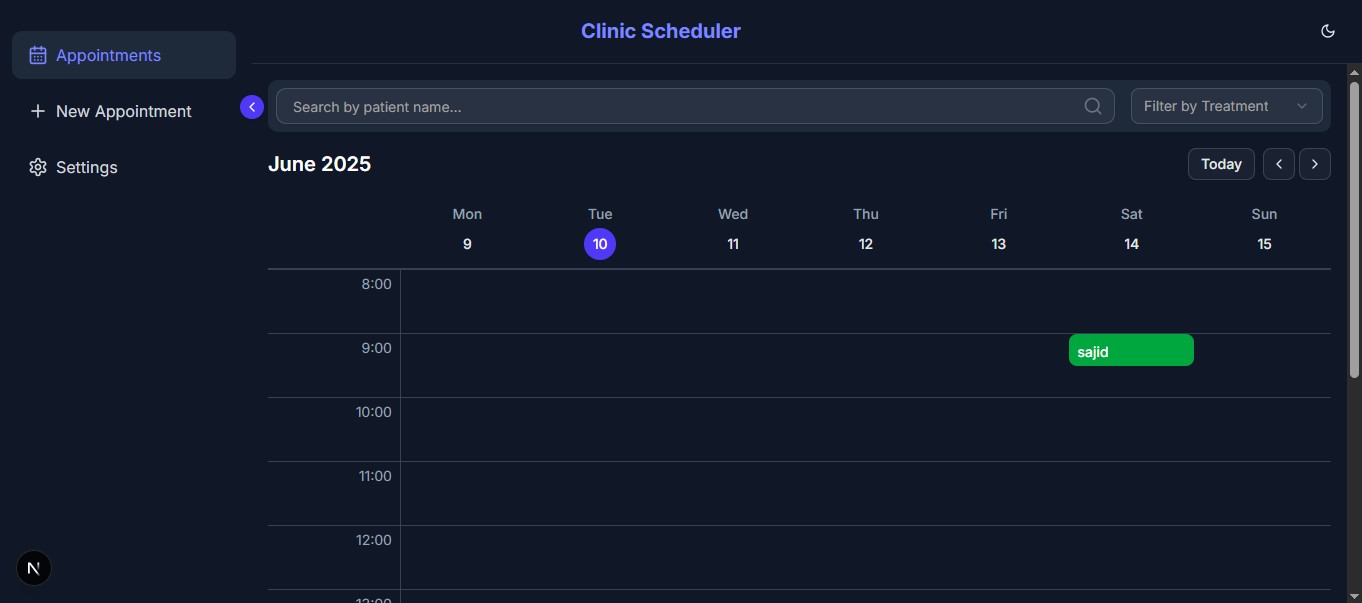 Clinic Scheduler
Appointments
New Appointment
Settings
Search by patient name...
Filter by Treatment
June 2025
Today
Mon Tue Wed Thu Fri Sat Sun
9 10 11 12 13 14 15
8:00
9:00
sajid
10:00
11:00
12:00
13:00
N